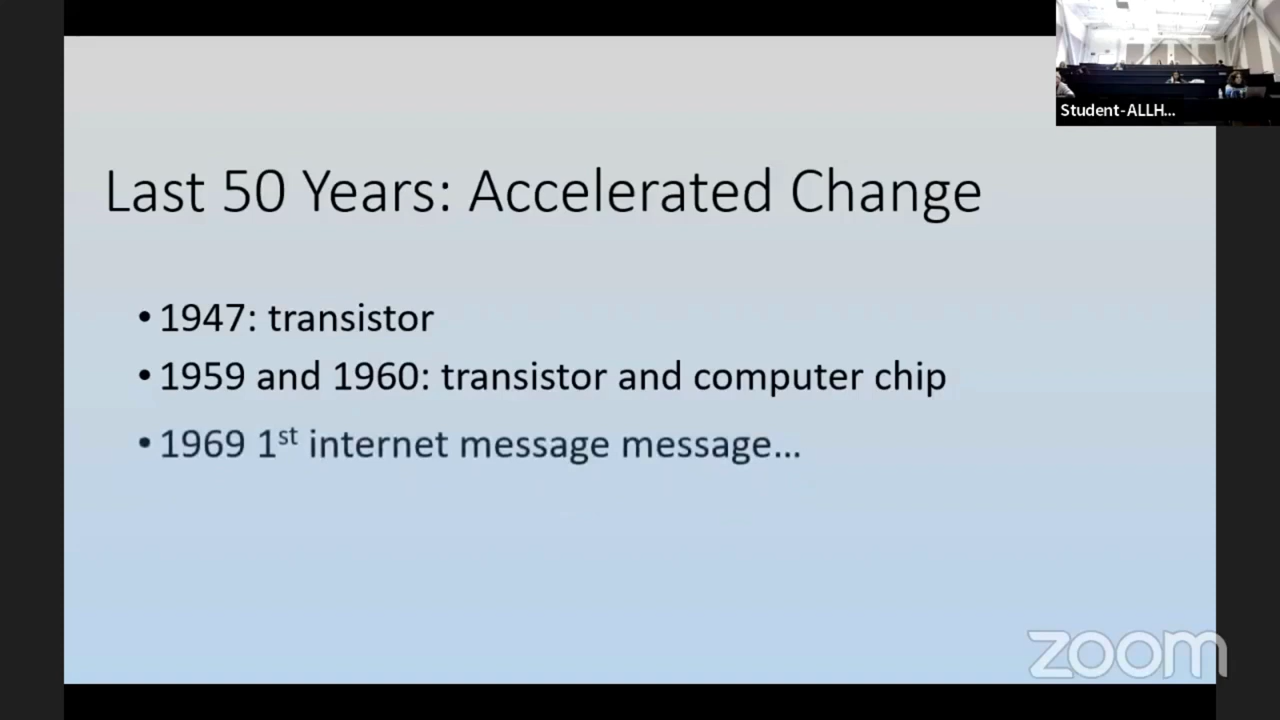 Student-ALLH...
Last 50 Years: Accelerated Change
•1947: transistor
•1959 and 1960: transistor and computer chip
•1969 1st internet message message…
zoom